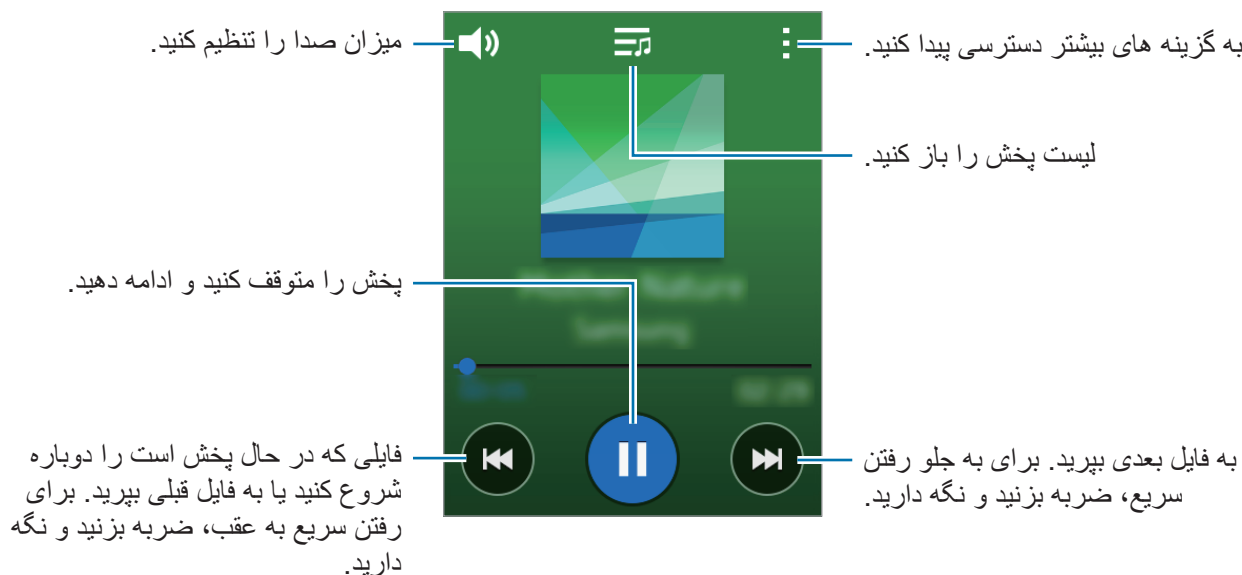 میزان صدا را تنظیم کنید.
به گزینه های بیشتر دسترسی پیدا کنید.
لیست پخش را باز کنید.
پخش را متوقف کنید و ادامه دهید.
فایلی که در حال پخش است را دوباره
شروع کنید یا به فایل قبلی بپرید. برای
رفتن سریع به عقب، ضربه بزنید و نگه
دارید.
به فایل بعدی بپرید. برای به جلو رفتن
سریع، ضربه بزنید و نگه دارید.